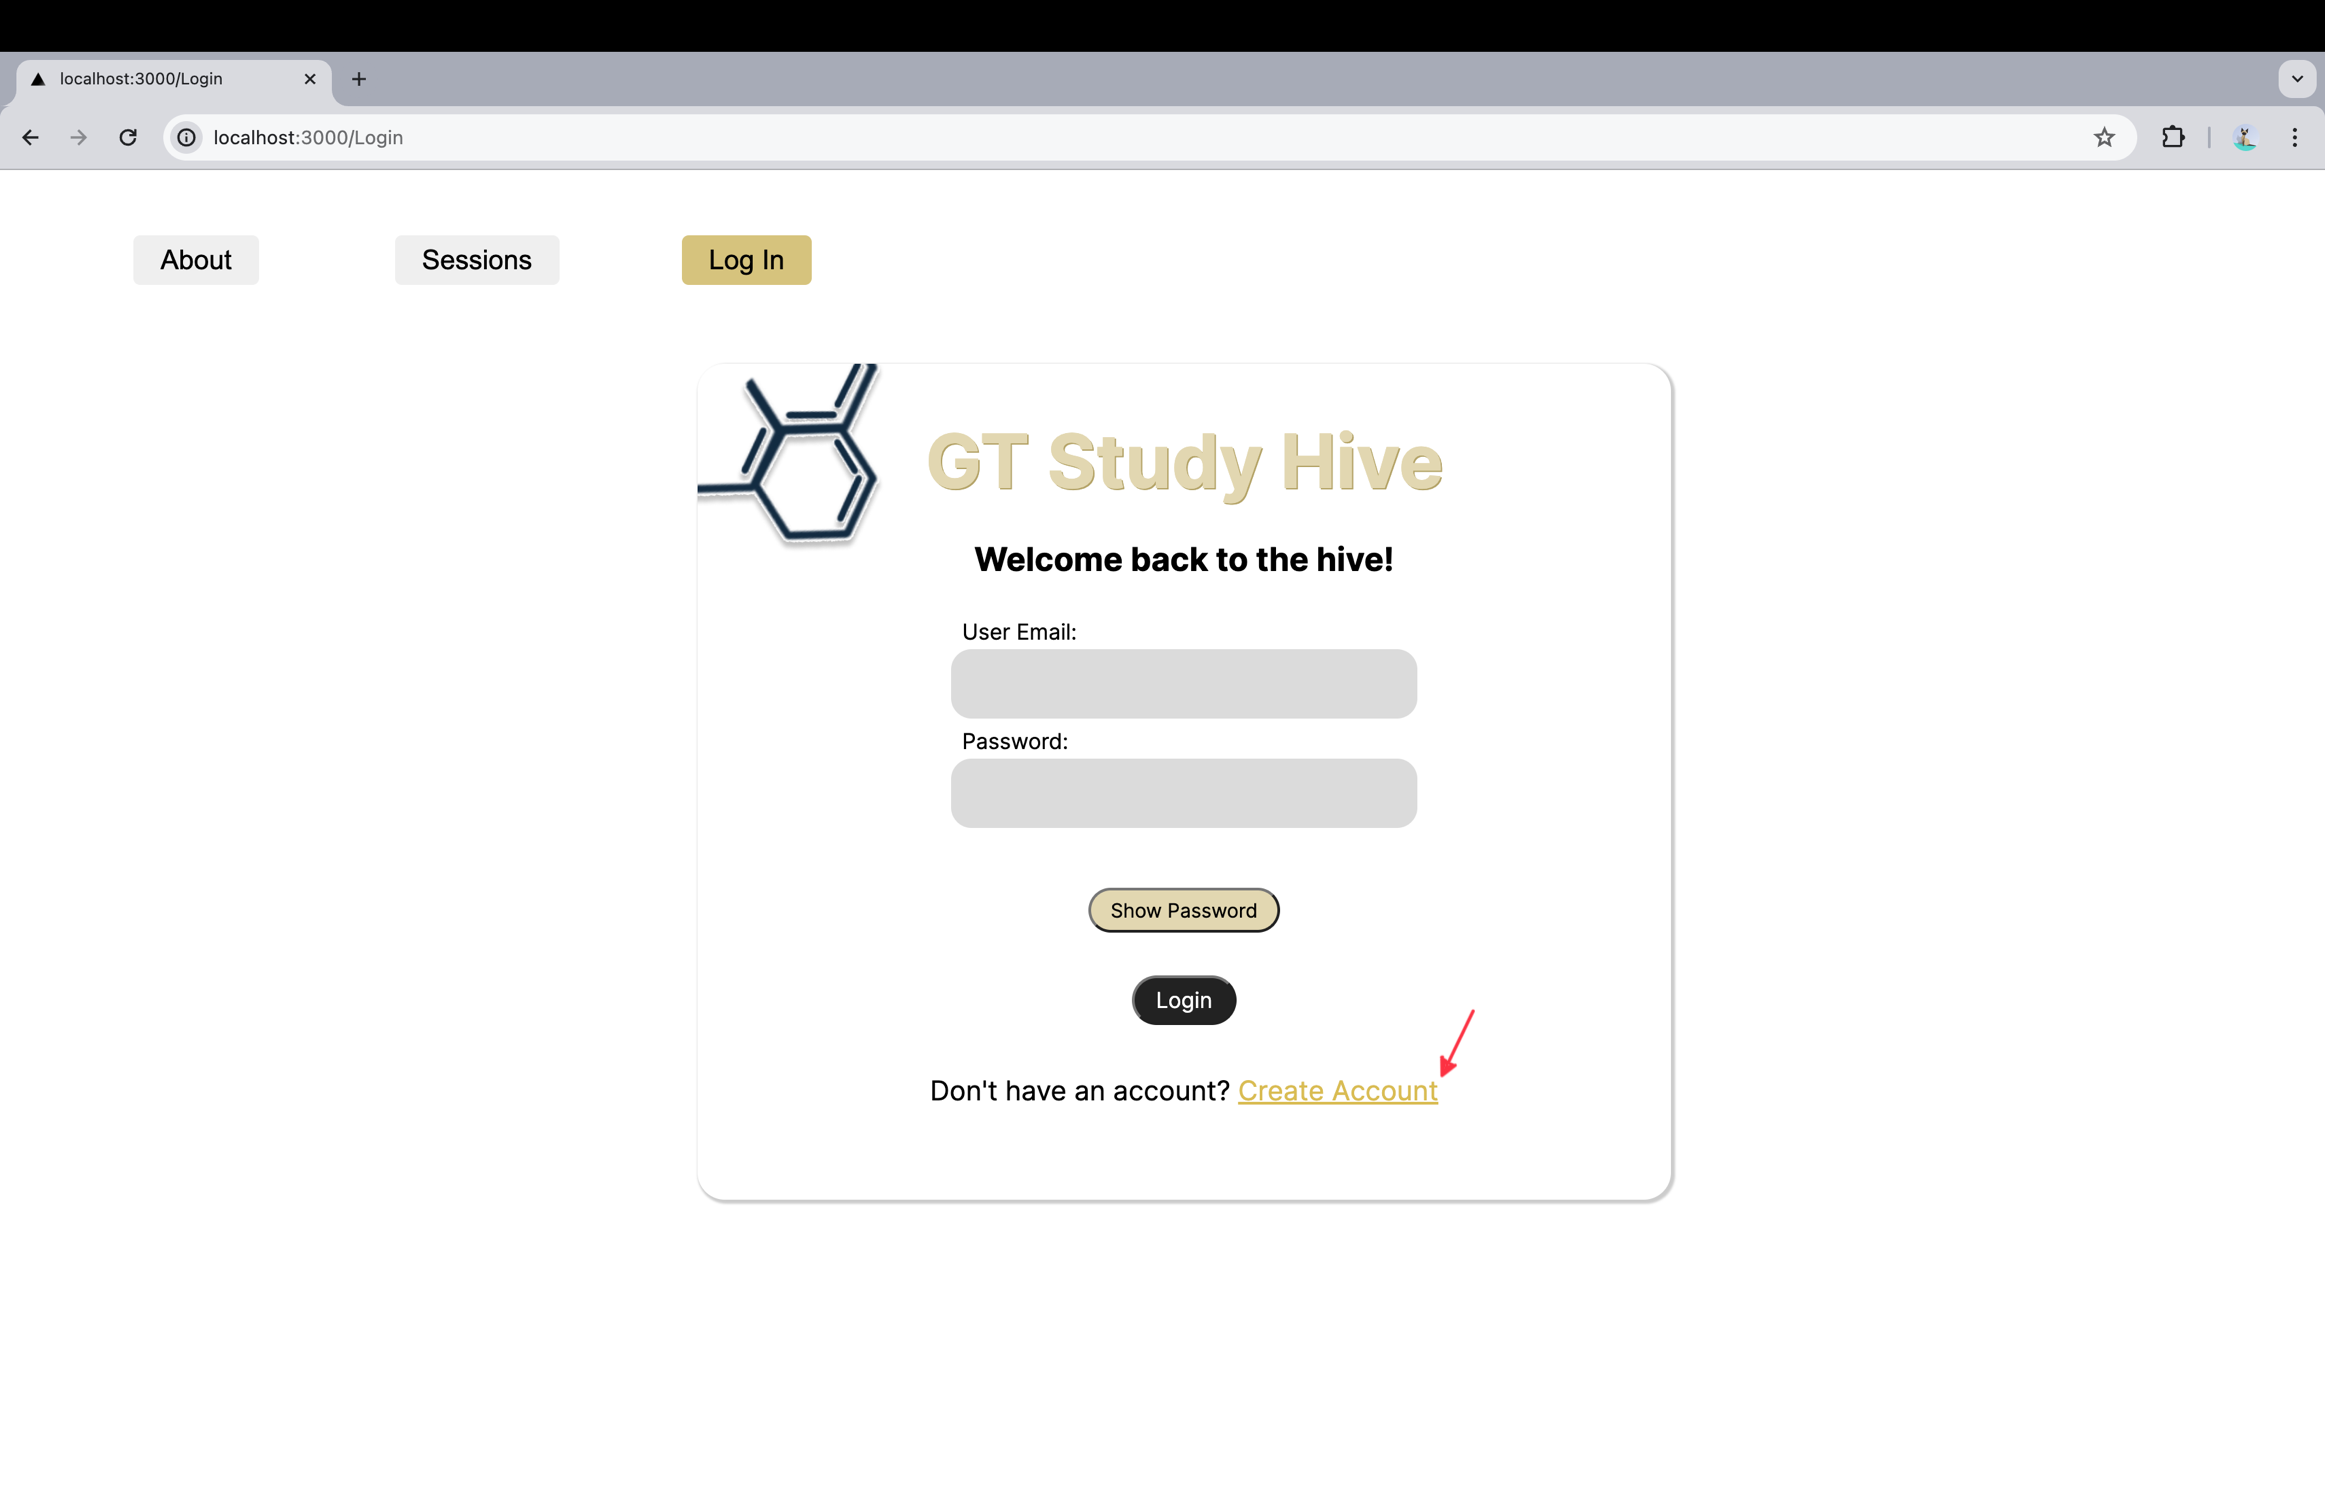 localhost:3000/Login
localhost:3000/Login
About
Sessions
Log In
GT Study Hive
Welcome back to the hive!
User Email:
Password:
Show Password
Login
Don't have an account? Create Account